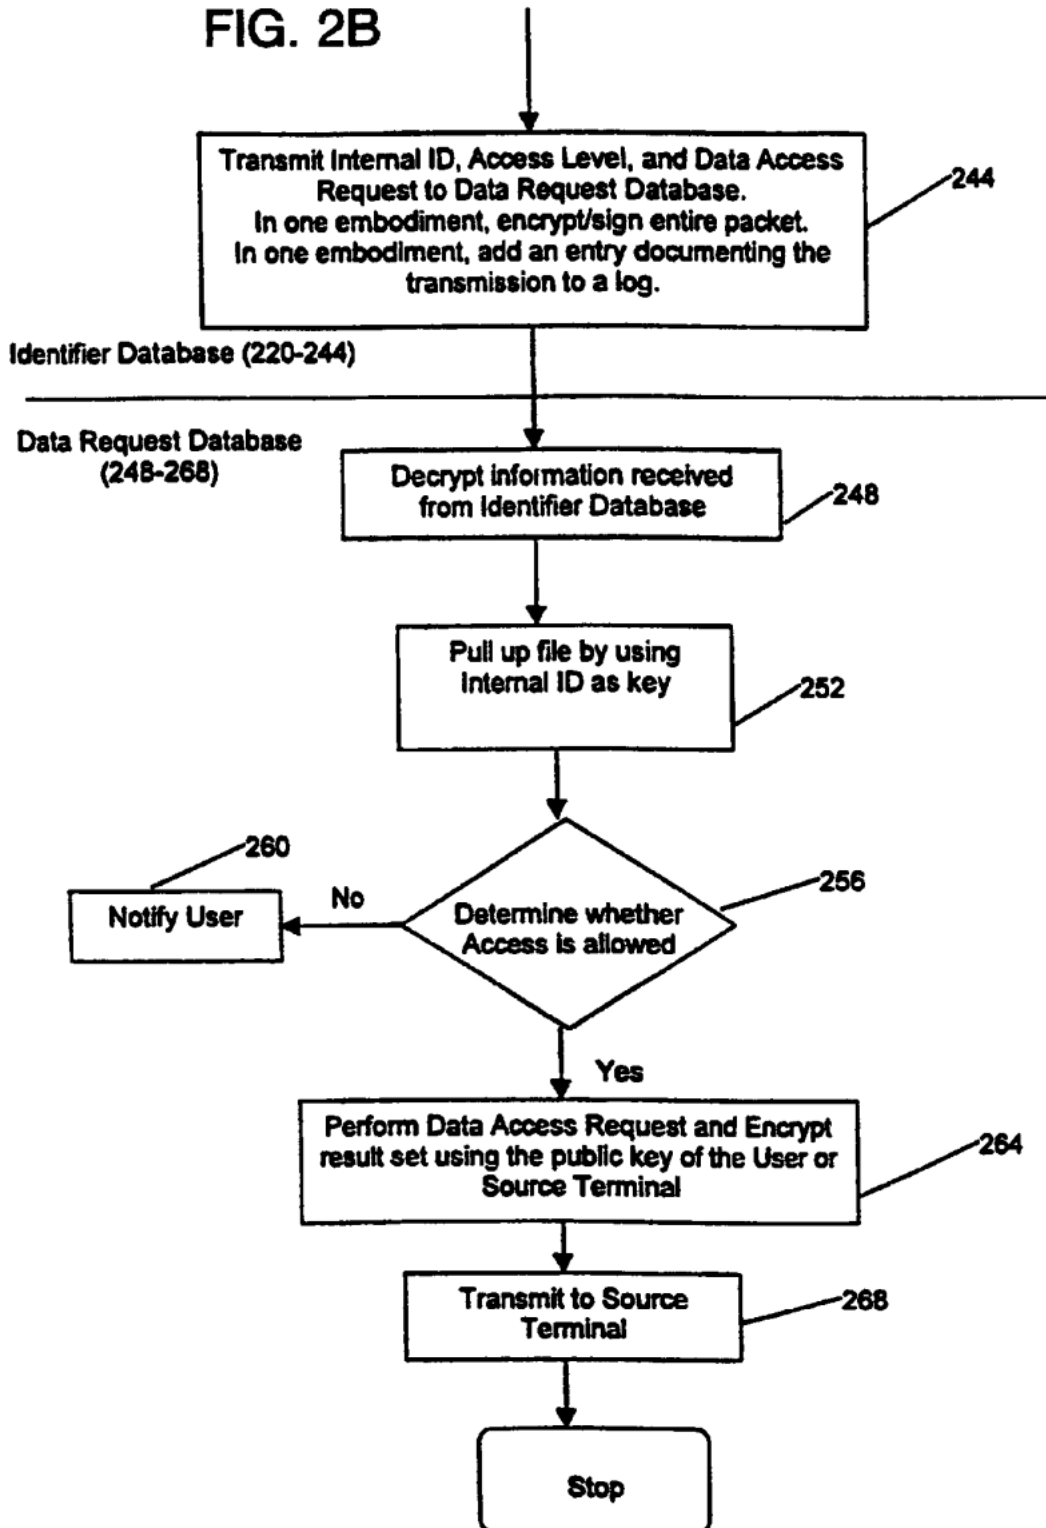 FIG. 2B
Transmit Internal ID, Access Level, and Data Access
Request to Data Request Database.
In one embodiment, encrypt/sign entire packet.
In one embodiment, add an entry documenting the
transmission to a log.
244
Identifier Database (220-244)
Data Request Database
(248-268)
Decrypt information received
from Identifier Database
248
Pull up file by using
Internal ID as key
252
260
Notify User
No
256
Determine whether
Access is allowed
Yes
Perform Data Access Request and Encrypt
result set using the public key of the User or
Source Terminal
264
Transmit to Source
Terminal
268
Stop